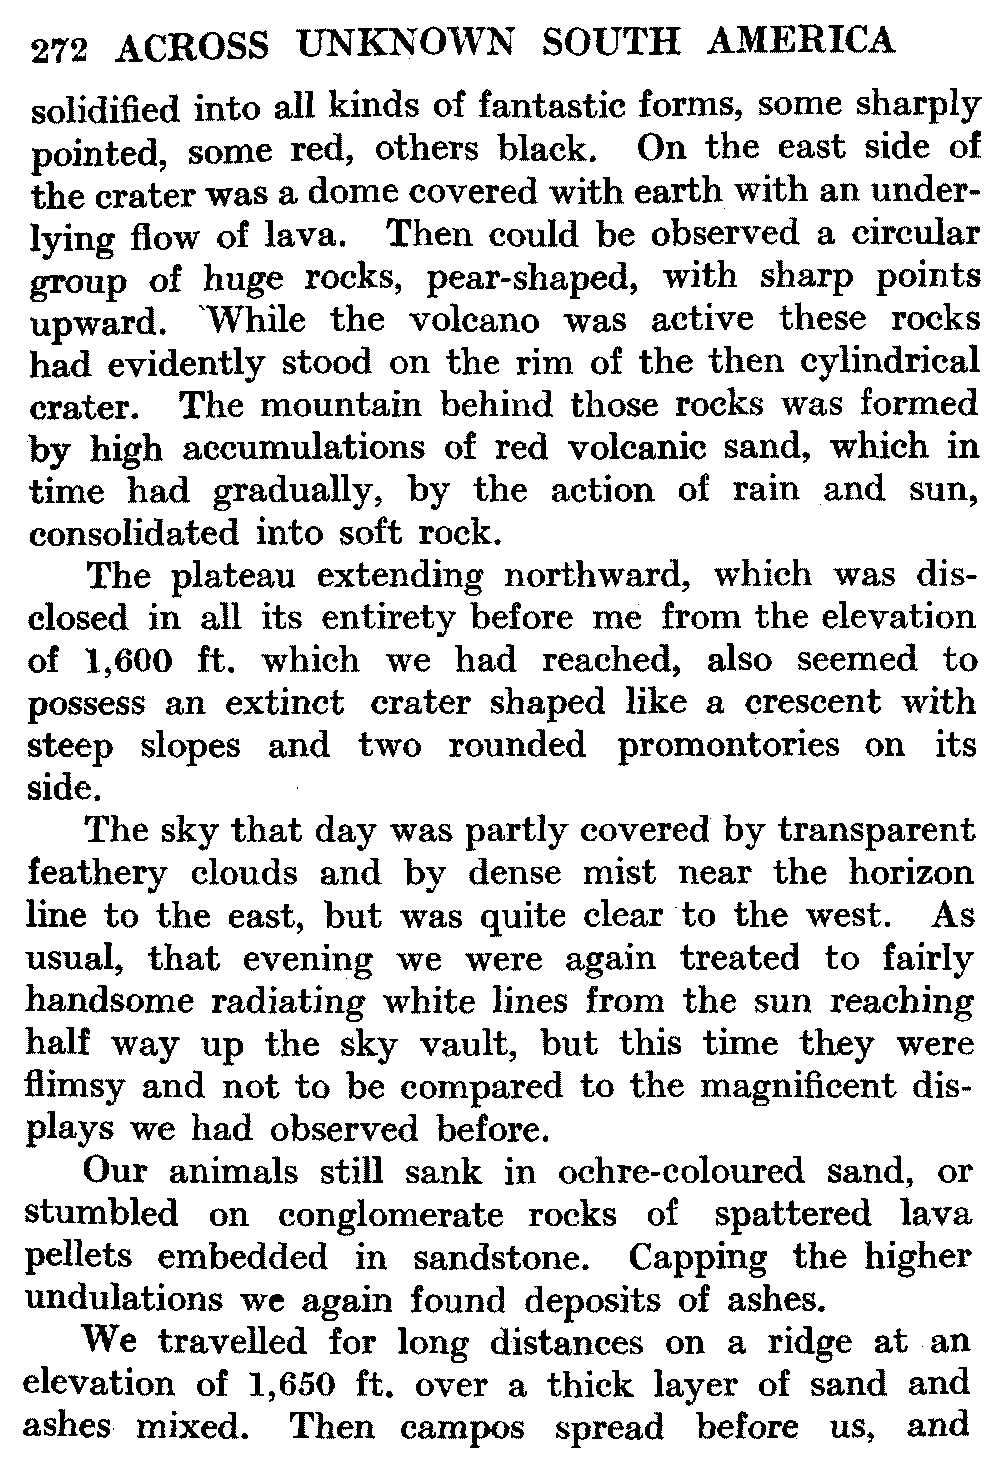 272 ACROSS UNKNOWN SOUTH AMERICA
solidified into all kinds of fantastic forms, some sharply
pointed, some red, others black. On the east side of
the crater was a dome covered with earth with an under-
lying flow of lava. Then could be observed a circular
group of huge rocks, pear-shaped, with sharp points
upward. While the volcano was active these rocks
had evidently stood on the rim of the then cylindrical
crater. The mountain behind those rocks was formed
by high accumulations of red volcanic sand, which in
time had gradually, by the action of rain and sun,
consolidated into soft rock.
The plateau extending northward, which was dis-
closed in all its entirety before me from the elevation
of 1,600 ft. which we had reached, also seemed to
possess an extinct crater shaped like a crescent with
steep slopes and two rounded promontories on its
side.
The sky that day was partly covered by transparent
feathery clouds and by dense mist near the horizon
line to the east, but was quite clear to the west. As
usual, that evening we were again treated to fairly
handsome radiating white lines from the sun reaching
half way up the sky vault, but this time they were
flimsy and not to be compared to the magnificent dis-
plays we had observed before.
Our animals still sank in ochre-coloured sand, or
stumbled on conglomerate rocks of spattered lava
pellets embedded in sandstone. Capping the higher
undulations we again found deposits of ashes.
We travelled for long distances on a ridge at an
elevation of 1,650 ft. over a thick layer of sand and
ashes mixed. Then campos spread before us, and